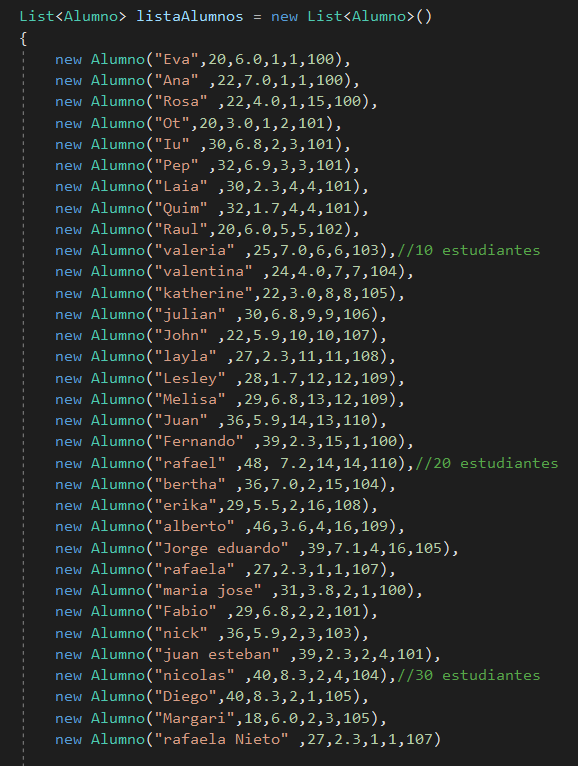 List<Alumno> listaAlumnos = new List<Alumno>()
{
new Alumno("Eva",20,6.0,1,1,100),
new Alumno("Ana" ,22,7.0,1,1,100),
new Alumno("Rosa" ,22,4.0,1,15,100),
new Alumno("Ot",20,3.0,1,2,101),
new Alumno("Iu" ,30,6.8,2,3,101),
new Alumno("Pep" ,32,6.9,3,3,101),
new Alumno("Laia" ,30,2.3,4,4,101),
new Alumno("Quim" ,32,1.7,4,4,101),
new Alumno("Raul",20,6.0,5,5,102),
new Alumno("valeria" ,25,7.0,6,6,103),//10 estudiantes
new Alumno("valentina" ,24,4.0,7,7,104),
new Alumno("katherine",22,3.0,8,8,105),
new Alumno("julian" ,30,6.8,9,9,106),
new Alumno("John" ,22,5.9,10,10,107),
new Alumno("layla" ,27,2.3,11,11,108),
new Alumno("Lesley" ,28,1.7,12,12,109),
new Alumno("Melisa" ,29,6.8,13,12,109),
new Alumno("Juan" ,36,5.9,14,13,110),
new Alumno("Fernando" ,39,2.3,15,1,100),
new Alumno("rafael" ,48, 7.2,14,14,110),//20 estudiantes
new Alumno("bertha" ,36,7.0,2,15,104),
new Alumno("erika",29,5.5,2,16,108),
new Alumno("alberto" ,46,3.6,4,16,109),
new Alumno("Jorge eduardo" ,39,7.1,4,16,105),
new Alumno("rafaela" ,27,2.3,1,1,107),
new Alumno("maria jose" ,31,3.8,2,1,100),
new Alumno("Fabio" ,29,6.8,2,2,101),
new Alumno("nick" ,36,5.9,2,3,103),
new Alumno("juan esteban" ,39,2.3,2,4,101),
new Alumno("nicolas" ,40,8.3,2,4,104),//30 estudiantes
new Alumno("Diego",40,8.3,2,1,105),
new Alumno("Margari",18,6.0,2,3,105),
new Alumno("rafaela Nieto" ,27,2.3,1,1,107)